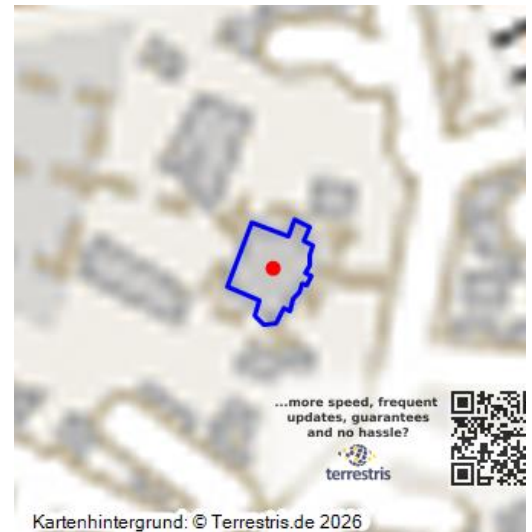 ...more speed, frequent
updates, guarantees
and no hassle?
terrestris
Kartenhintergrund: © Terrestris.de 2026